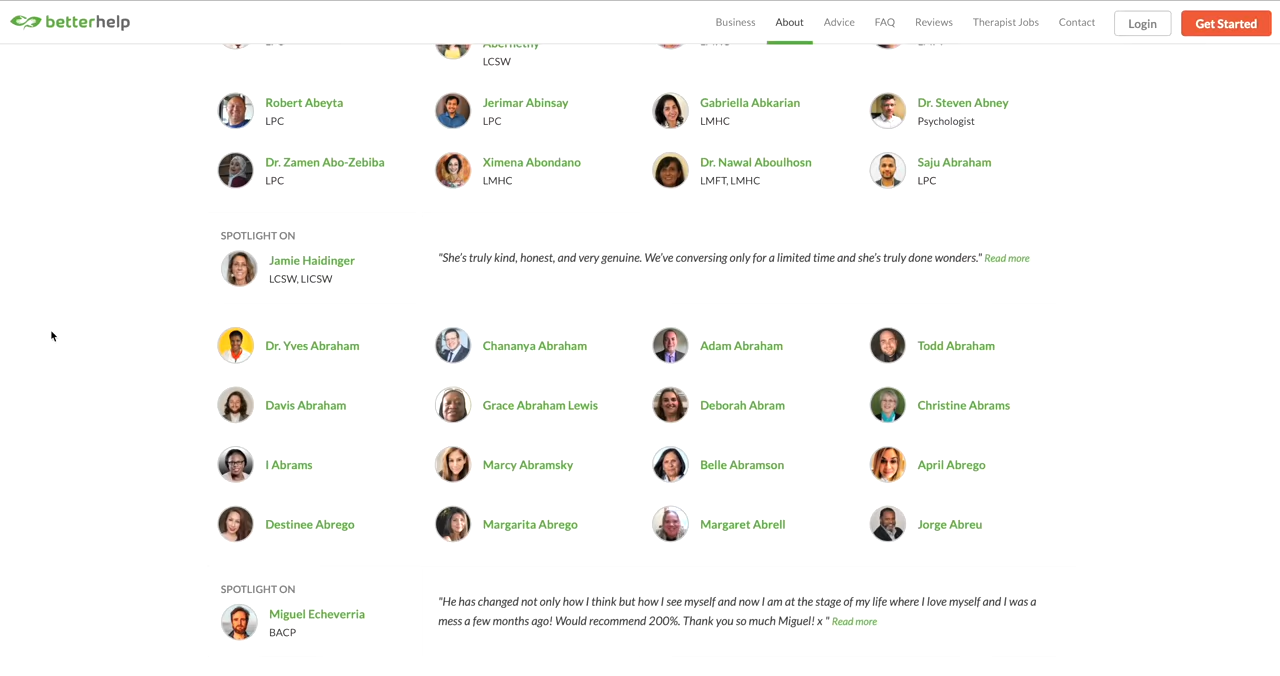 betterhelp
Business About Advice FAQ Reviews Therapist Jobs Contact Login Get Started
LCSW
Robert Abeyta Jerimar Abinsay Gabriella Abkarian Dr. Steven Abney
LPC LPC LMHC Psychologist
Dr. Zamen Abo-Zebiba Ximena Abondano Dr. Nawal Aboulhosn Saju Abraham
LPC LMHC LMFT, LMHC LPC
SPOTLIGHT ON
Jamie Haidinger
LCSW, LICSW
"She's truly kind, honest, and very genuine. We've conversing only for a limited time and she's truly done wonders." Read more
Dr. Yves Abraham Chananya Abraham Adam Abraham Todd Abraham
Davis Abraham Grace Abraham Lewis Deborah Abram Christine Abrams
I Abrams Marcy Abramsky Belle Abramson April Abrego
Destinee Abrego Margarita Abrego Margaret Abrell Jorge Abreu
SPOTLIGHT ON
Miguel Echeverria
BACP
"He has changed not only how I think but how I see myself and now I am at the stage of my life where I love myself and I was a
mess a few months ago! Would recommend 200%. Thank you so much Miguel! x " Read more